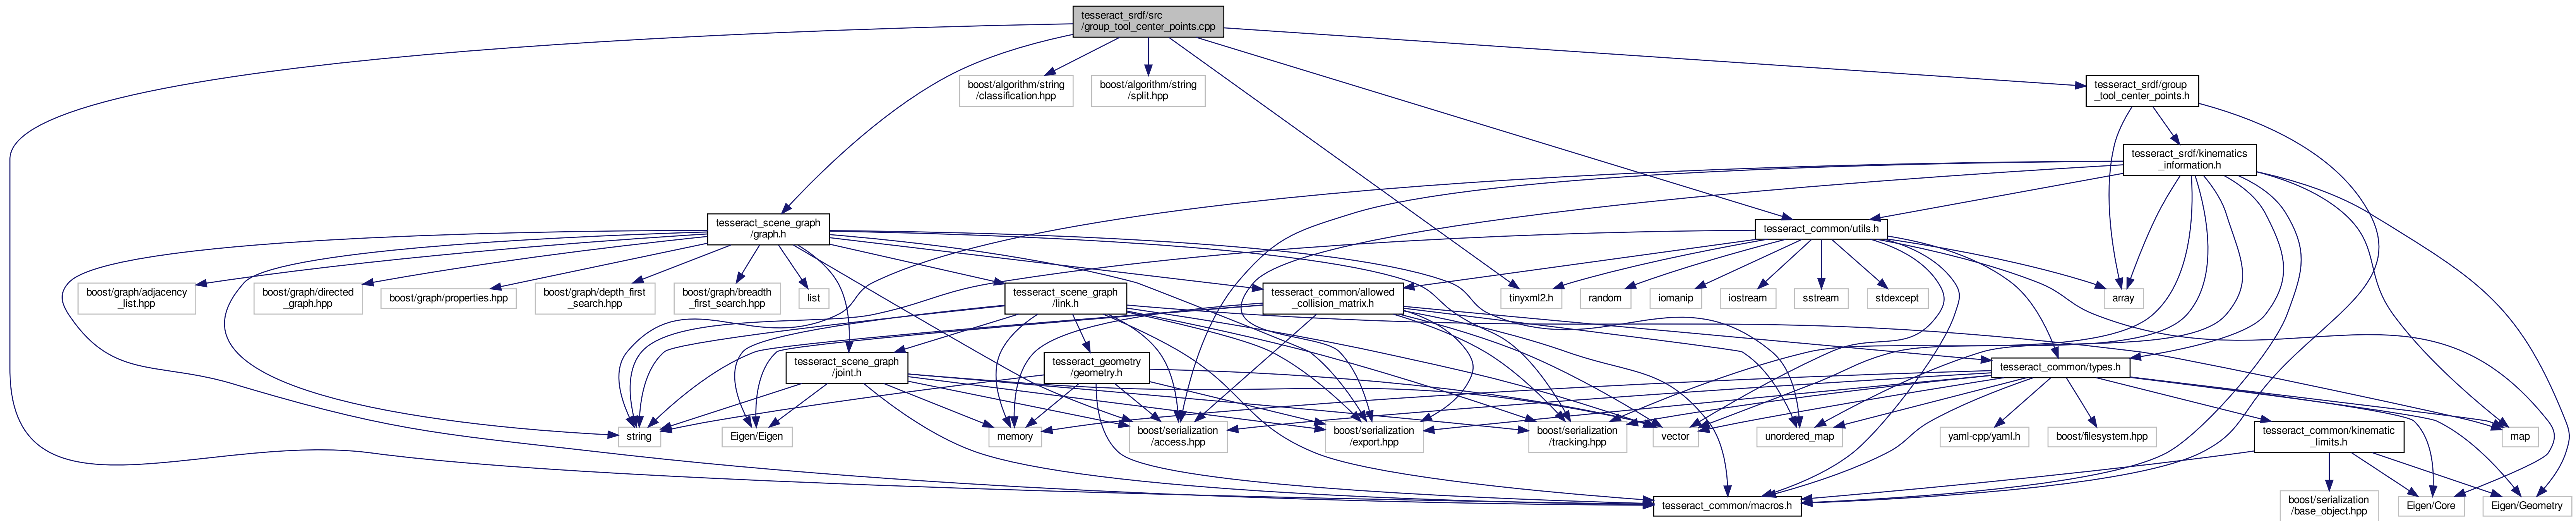 tesseract_srdf/src
/group_tool_center_points.cpp
boost/algorithm/string
/classification.hpp
boost/algorithm/string
/split.hpp
tesseract_srdf/group
_tool_center_points.h
tesseract_srdf/kinematics
_information.h
tesseract_scene_graph
/graph.h
tesseract_common/utils.h
boost/graph/adjacency
_list.hpp
boost/graph/directed
_graph.hpp
boost/graph/properties.hpp
boost/graph/depth_first
_search.hpp
boost/graph/breadth
_first_search.hpp
list
tesseract_scene_graph
/link.h
tesseract_common/allowed
_collision_matrix.h
tinyxml2.h
random
iomanip
iostream
sstream
stdexcept
array
tesseract_scene_graph
/joint.h
tesseract_geometry
/geometry.h
tesseract_common/types.h
string
Eigen/Eigen
memory
boost/serialization
/access.hpp
boost/serialization
/export.hpp
boost/serialization
/tracking.hpp
vector
unordered_map
yaml-cpp/yaml.h
boost/filesystem.hpp
tesseract_common/kinematic
_limits.h
map
tesseract_common/macros.h
boost/serialization
/base_object.hpp
Eigen/Core
Eigen/Geometry